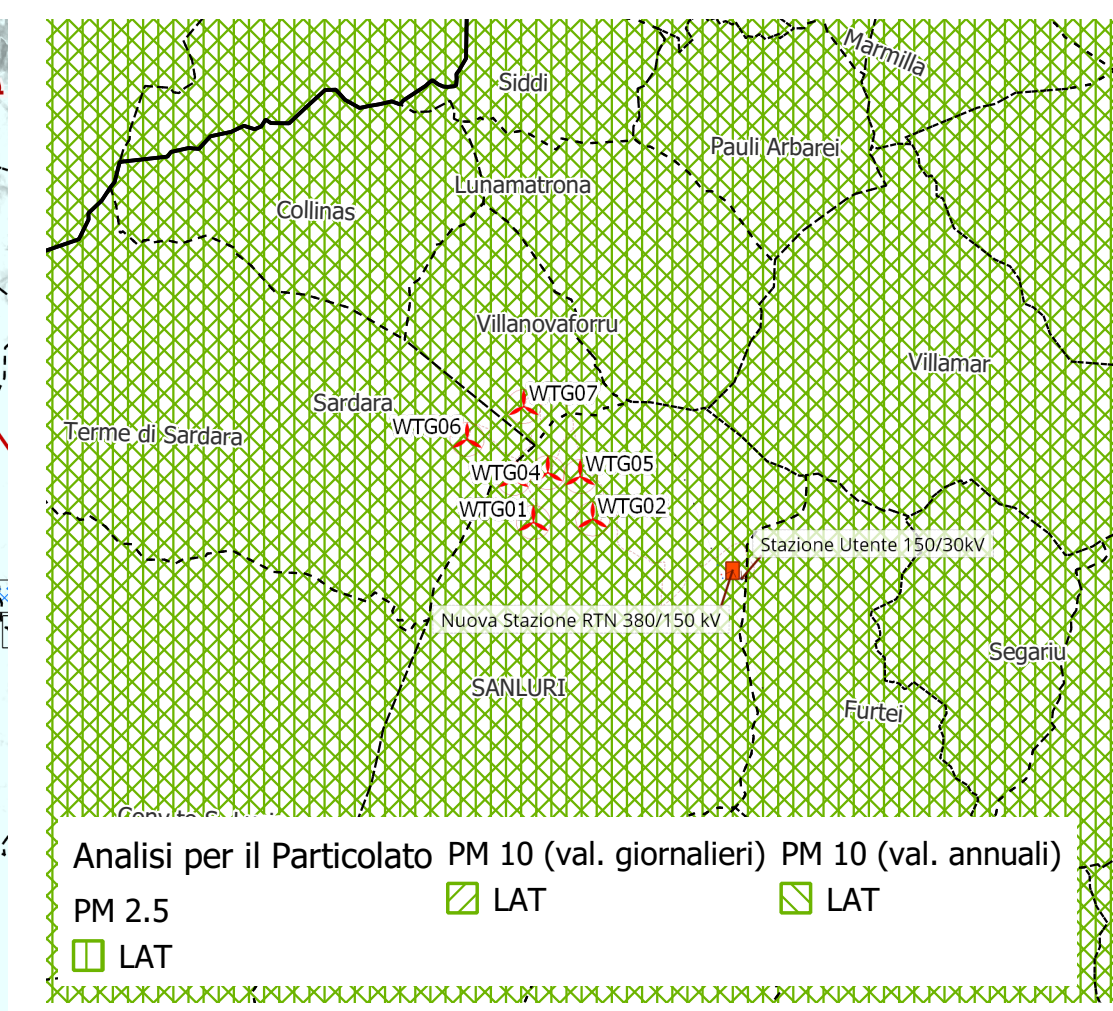 Marmilla
Siddi
Pauli Arbarei
Lunamatrona
Collinas
Villanovaforru
Villamar
WTG07
Sardara
WTG06
Terme di Sardara
WTG05
WTG04
WTG01
WTG02
Stazione Utente 150/30kV
Nuova Stazione RTN 380/150 kV
Segariu
SANLURI
Furtei
Analisi per il Particolato
PM 2.5
LAT
PM 10 (val. giornalieri)
LAT
PM 10 (val. annuali)
LAT